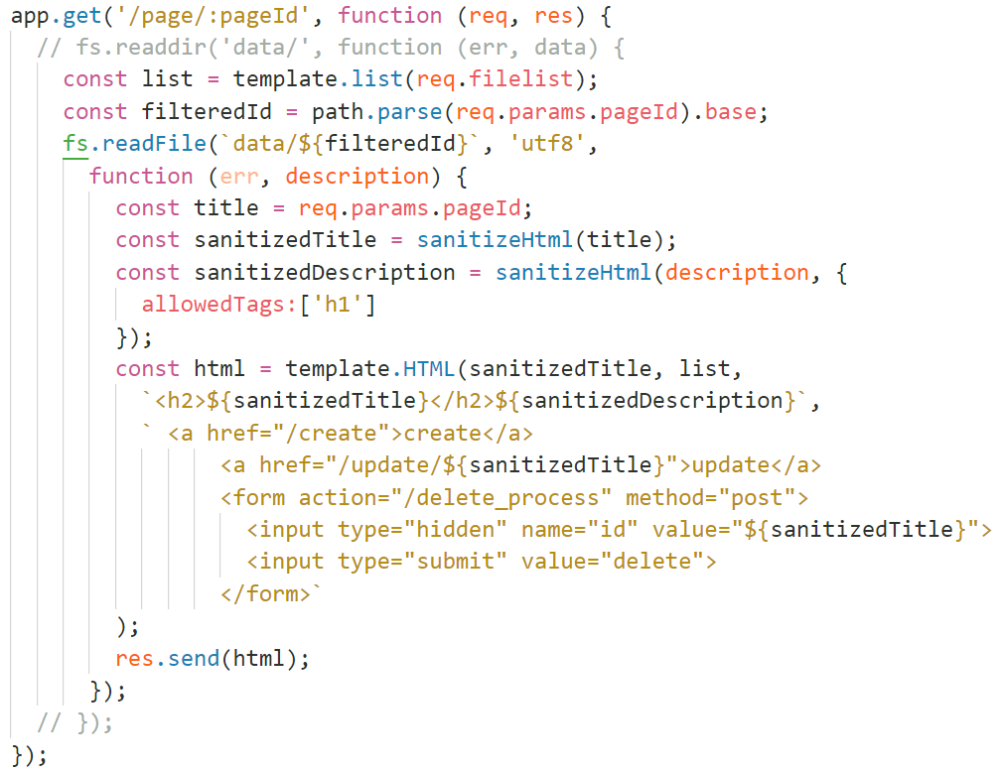 app.get('/page/:pageId', function (req, res) {
  // fs.readdir('data/', function (err, data) {
    const list = template.list(req.filelist);
    const filteredId = path.parse(req.params.pageId).base;
    fs.readFile(`data/${filteredId}`, 'utf8',
      function (err, description) {
        const title = req.params.pageId;
        const sanitizedTitle = sanitizeHtml(title);
        const sanitizedDescription = sanitizeHtml(description, {
          allowedTags:['h1']
        });
        const html = template.HTML(sanitizedTitle, list,
          `<h2>${sanitizedTitle}</h2>${sanitizedDescription}`,
          ` <a href="/create">create</a>
                <a href="/update/${sanitizedTitle}">update</a>
                <form action="/delete_process" method="post">
                  <input type="hidden" name="id" value="${sanitizedTitle}">
                  <input type="submit" value="delete">
                </form>`
        );
        res.send(html);
      });
  // });
});